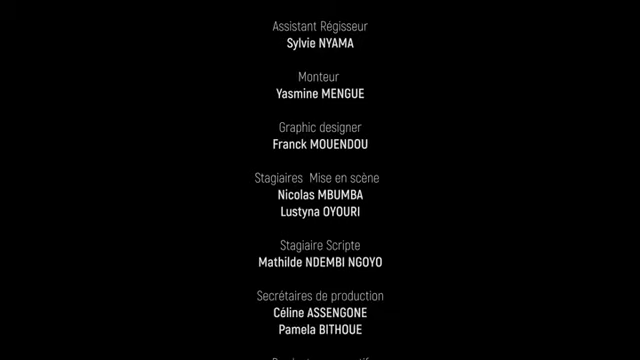 Assistant Régisseur
Sylvie NYAMA
Monteur
Yasmine MENGUE
Graphic designer
Franck MOUENDOU
Stagiaires Mise en scène
Nicolas MBUMBA
Lustyna OYOURI
Stagiaire Scripte
Mathilde NDEMBI NGOYO
Secrétaires de production
Céline ASSENGONE
Pamela BITHOUE